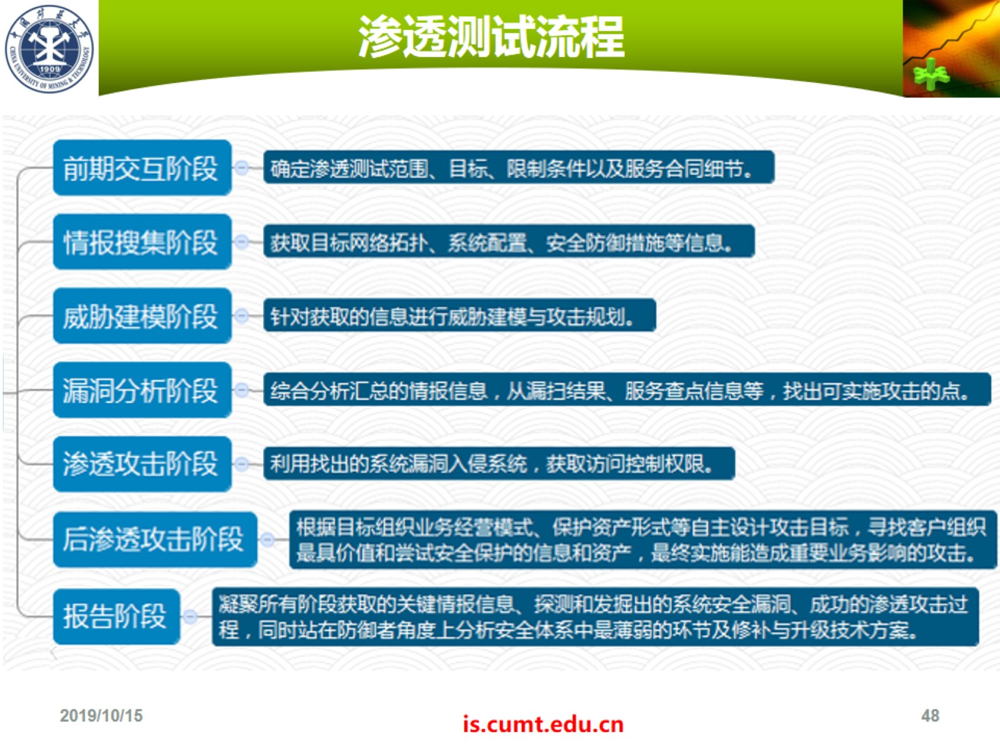 中国矿业大学
1909
CHINA UNIVERSITY OF MINING & TECHNOLOGY
渗透测试流程
前期交互阶段
确定渗透测试范围、目标、限制条件以及服务合同细节。
情报搜集阶段
获取目标网络拓扑、系统配置、安全防御措施等信息。
威胁建模阶段
针对获取的信息进行威胁建模与攻击规划。
漏洞分析阶段
综合分析汇总的情报信息，从漏扫结果、服务查点信息等，找出可实施攻击的点。
渗透攻击阶段
利用找出的系统漏洞入侵系统，获取访问控制权限。
后渗透攻击阶段
根据目标组织业务经营模式、保护资产形式等自主设计攻击目标，寻找客户组织
最具价值和尝试安全保护的信息和资产，最终实施能造成重要业务影响的攻击。
报告阶段
凝聚所有阶段获取的关键情报信息、探测和发掘出的系统安全漏洞、成功的渗透攻击过
程，同时站在防御者角度上分析安全体系中最薄弱的环节及修补与升级技术方案。
2019/10/15
is.cumt.edu.cn
48